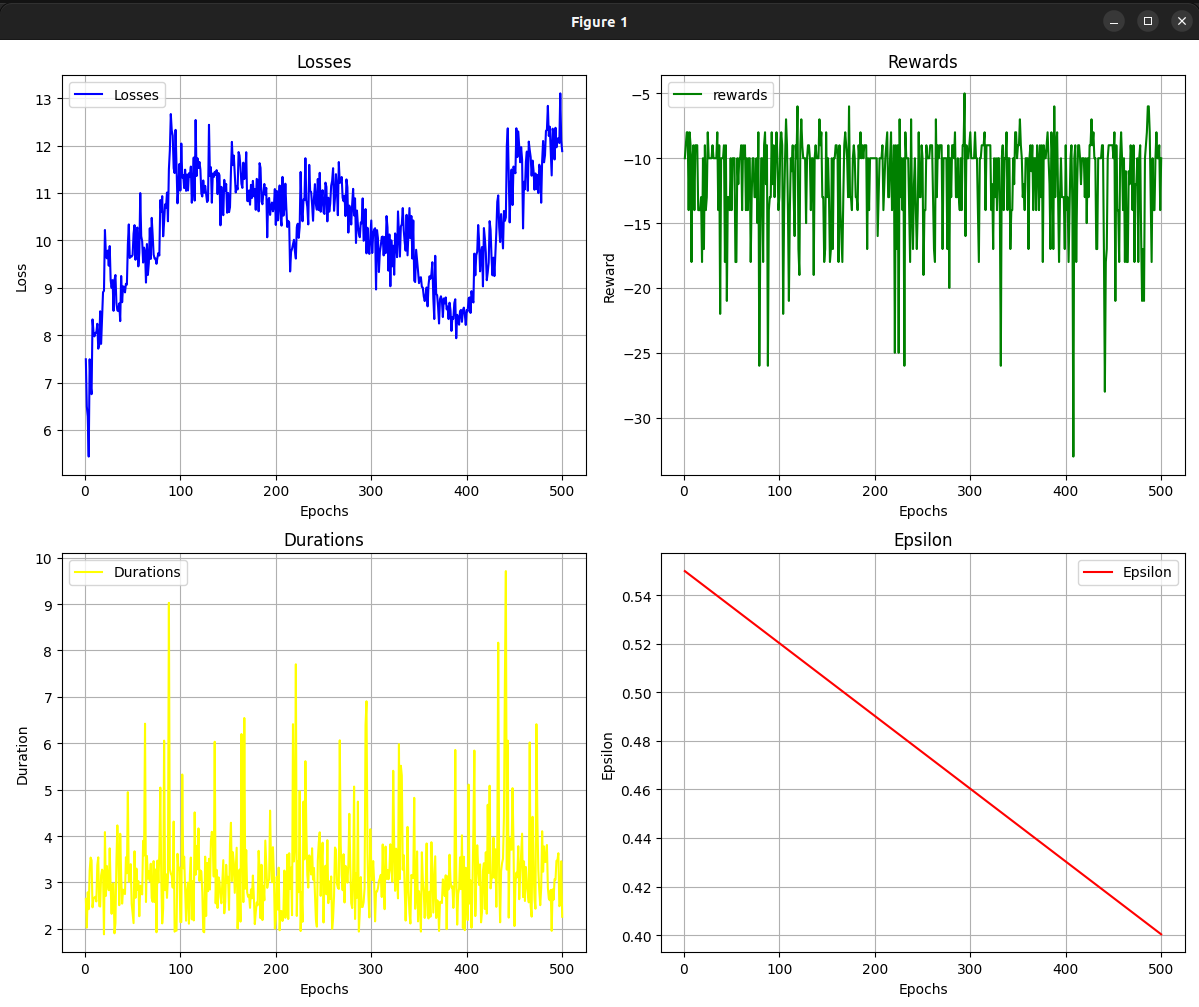 Figure 1
Losses
Losses
13
12
11
10
9
8
7
6
Loss
0 100 200 300 400 500
Epochs
Rewards
rewards
−5
−10
−15
−20
−25
−30
Reward
0 100 200 300 400 500
Epochs
Durations
Durations
10
9
8
7
6
5
4
3
2
Duration
0 100 200 300 400 500
Epochs
Epsilon
Epsilon
0.54
0.52
0.50
0.48
0.46
0.44
0.42
0.40
Epsilon
0 100 200 300 400 500
Epochs